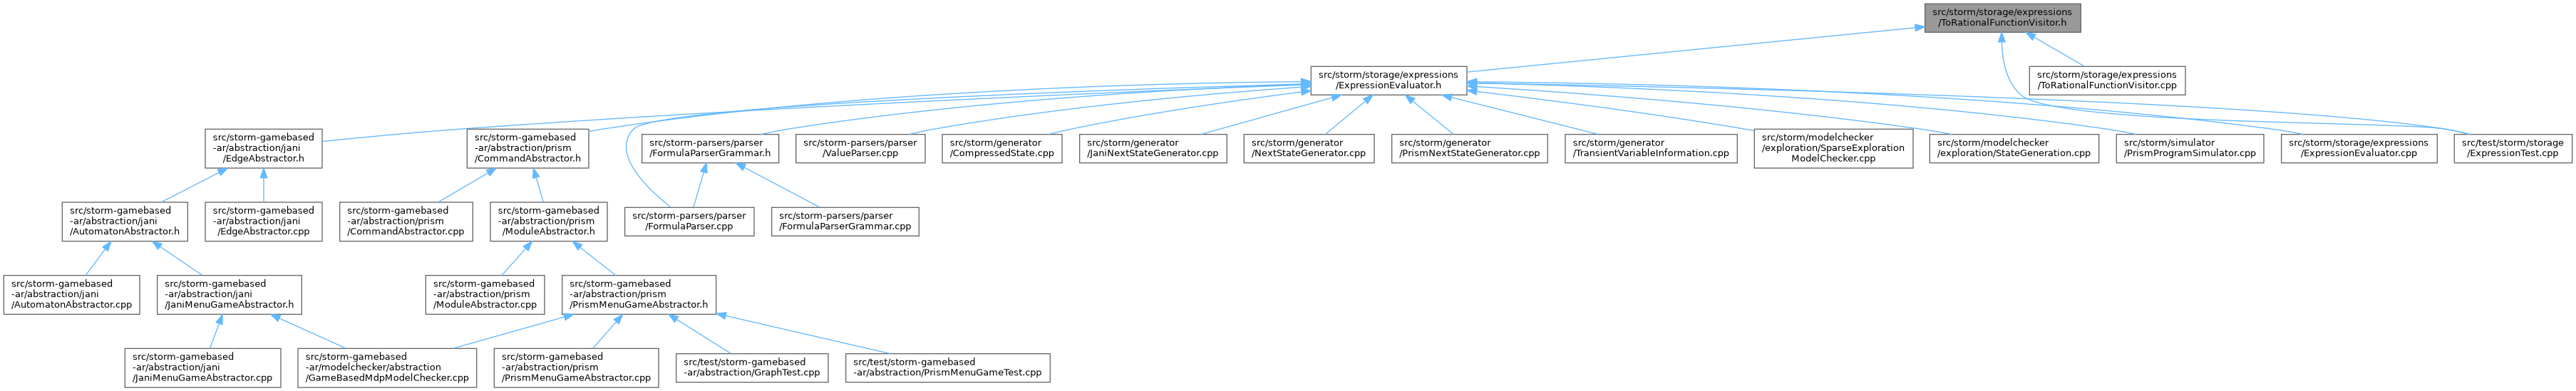 src/storm/storage/expressions
/ToRationalFunctionVisitor.h
src/storm/storage/expressions
/ExpressionEvaluator.h
src/storm/storage/expressions
/ToRationalFunctionVisitor.cpp
src/storm-gamebased
-ar/abstraction/jani
/EdgeAbstractor.h
src/storm-gamebased
-ar/abstraction/prism
/CommandAbstractor.h
src/storm-parsers/parser
/FormulaParserGrammar.h
src/storm-parsers/parser
/ValueParser.cpp
src/storm/generator
/CompressedState.cpp
src/storm/generator
/JaniNextStateGenerator.cpp
src/storm/generator
/NextStateGenerator.cpp
src/storm/generator
/PrismNextStateGenerator.cpp
src/storm/generator
/TransientVariableInformation.cpp
src/storm/modelchecker
/exploration/SparseExploration
ModelChecker.cpp
src/storm/modelchecker
/exploration/StateGeneration.cpp
src/storm/simulator
/PrismProgramSimulator.cpp
src/storm/storage/expressions
/ExpressionEvaluator.cpp
src/test/storm/storage
/ExpressionTest.cpp
src/storm-gamebased
-ar/abstraction/jani
/AutomatonAbstractor.h
src/storm-gamebased
-ar/abstraction/jani
/EdgeAbstractor.cpp
src/storm-gamebased
-ar/abstraction/prism
/CommandAbstractor.cpp
src/storm-gamebased
-ar/abstraction/prism
/ModuleAbstractor.h
src/storm-parsers/parser
/FormulaParser.cpp
src/storm-parsers/parser
/FormulaParserGrammar.cpp
src/storm-gamebased
-ar/abstraction/jani
/AutomatonAbstractor.cpp
src/storm-gamebased
-ar/abstraction/jani
/JaniMenuGameAbstractor.h
src/storm-gamebased
-ar/abstraction/prism
/ModuleAbstractor.cpp
src/storm-gamebased
-ar/abstraction/prism
/PrismMenuGameAbstractor.h
src/storm-gamebased
-ar/abstraction/jani
/JaniMenuGameAbstractor.cpp
src/storm-gamebased
-ar/modelchecker/abstraction
/GameBasedMdpModelChecker.cpp
src/storm-gamebased
-ar/abstraction/prism
/PrismMenuGameAbstractor.cpp
src/test/storm-gamebased
-ar/abstraction/GraphTest.cpp
src/test/storm-gamebased
-ar/abstraction/PrismMenuGameTest.cpp